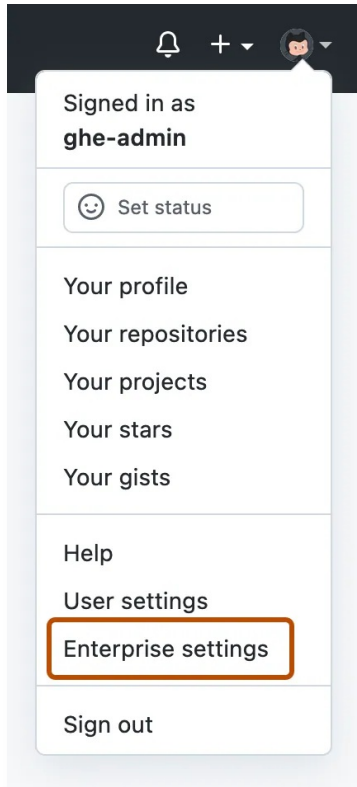 Signed in as
ghe-admin
Set status
Your profile
Your repositories
Your projects
Your stars
Your gists
Help
User settings
Enterprise settings
Sign out